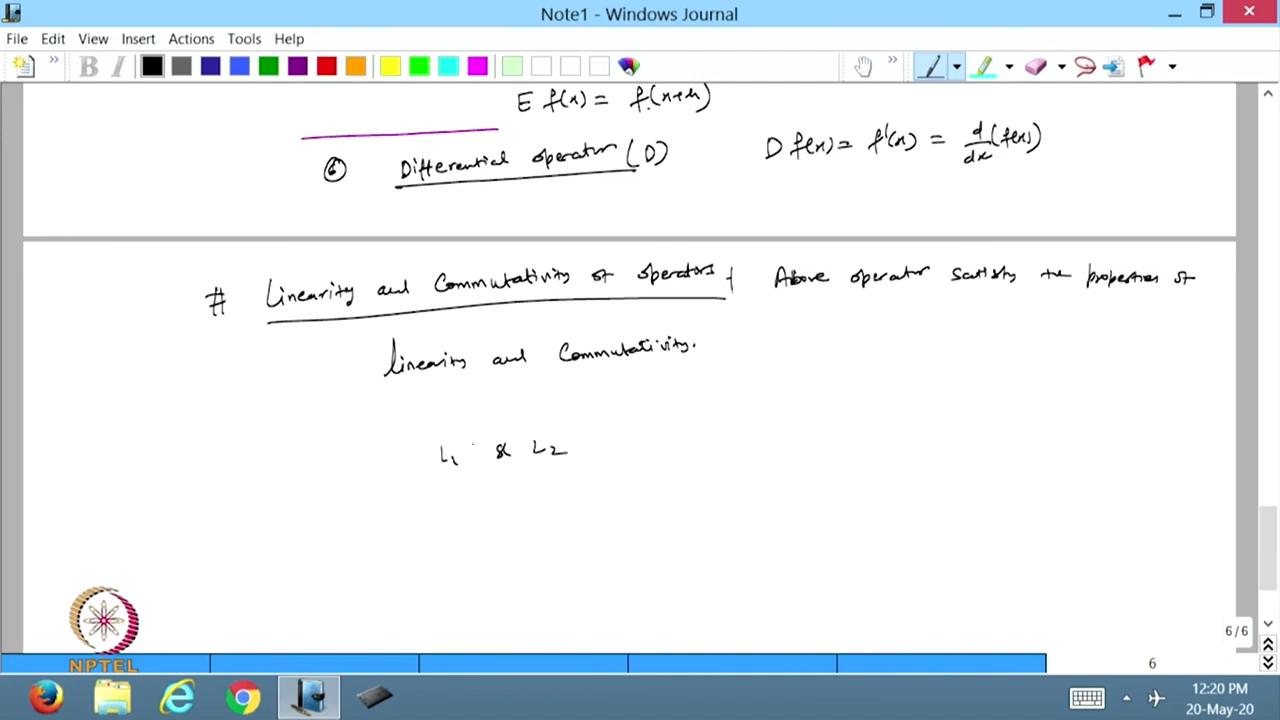 Note1 - Windows Journal
File Edit View Insert Actions Tools Help
E f(x) = f(x+h)
⑥ Differential operator (D) D f(x) = f'(x) = d/dx (f(x))
# Linearity and Commutativity of operators Above operator satisfy the properties of
linearity and Commutativity.
L₁ & L₂
6/6
NPTEL
6
12:20 PM
20-May-20